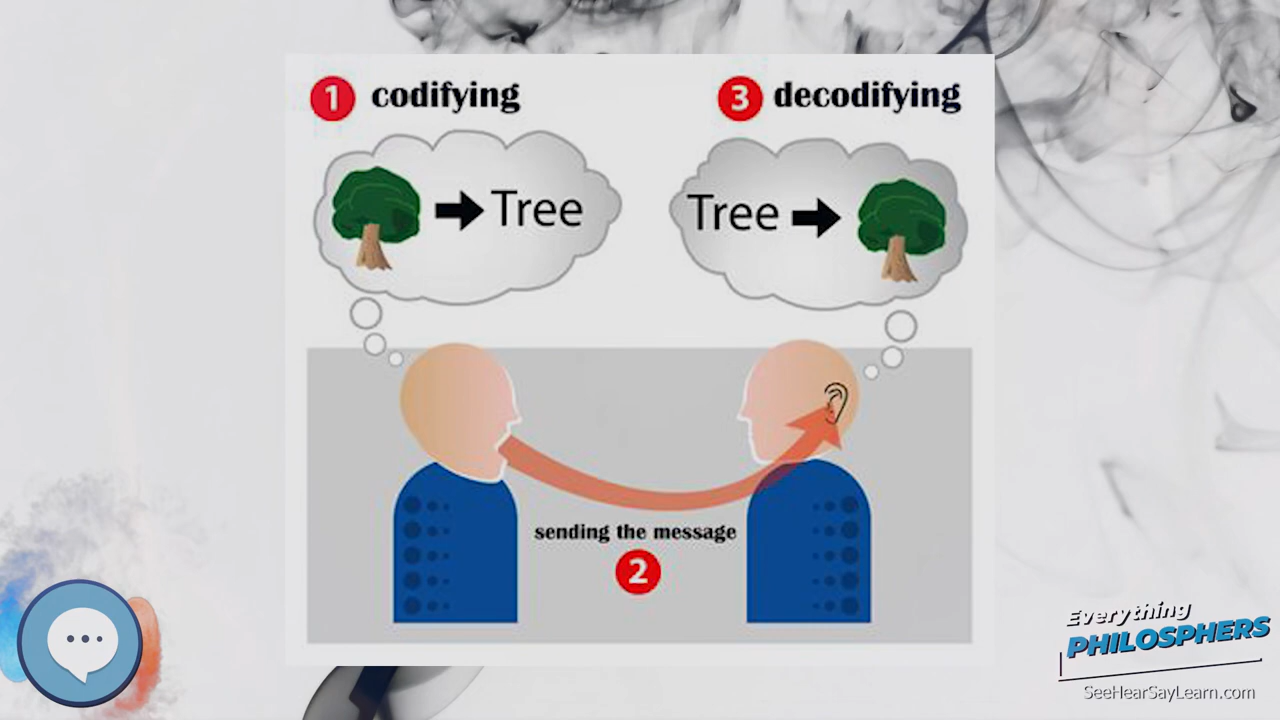 1 codifying
3 decodifying
Tree
Tree
sending the message
2
Everything
PHILOSPHERS
SeeHearSayLearn.com